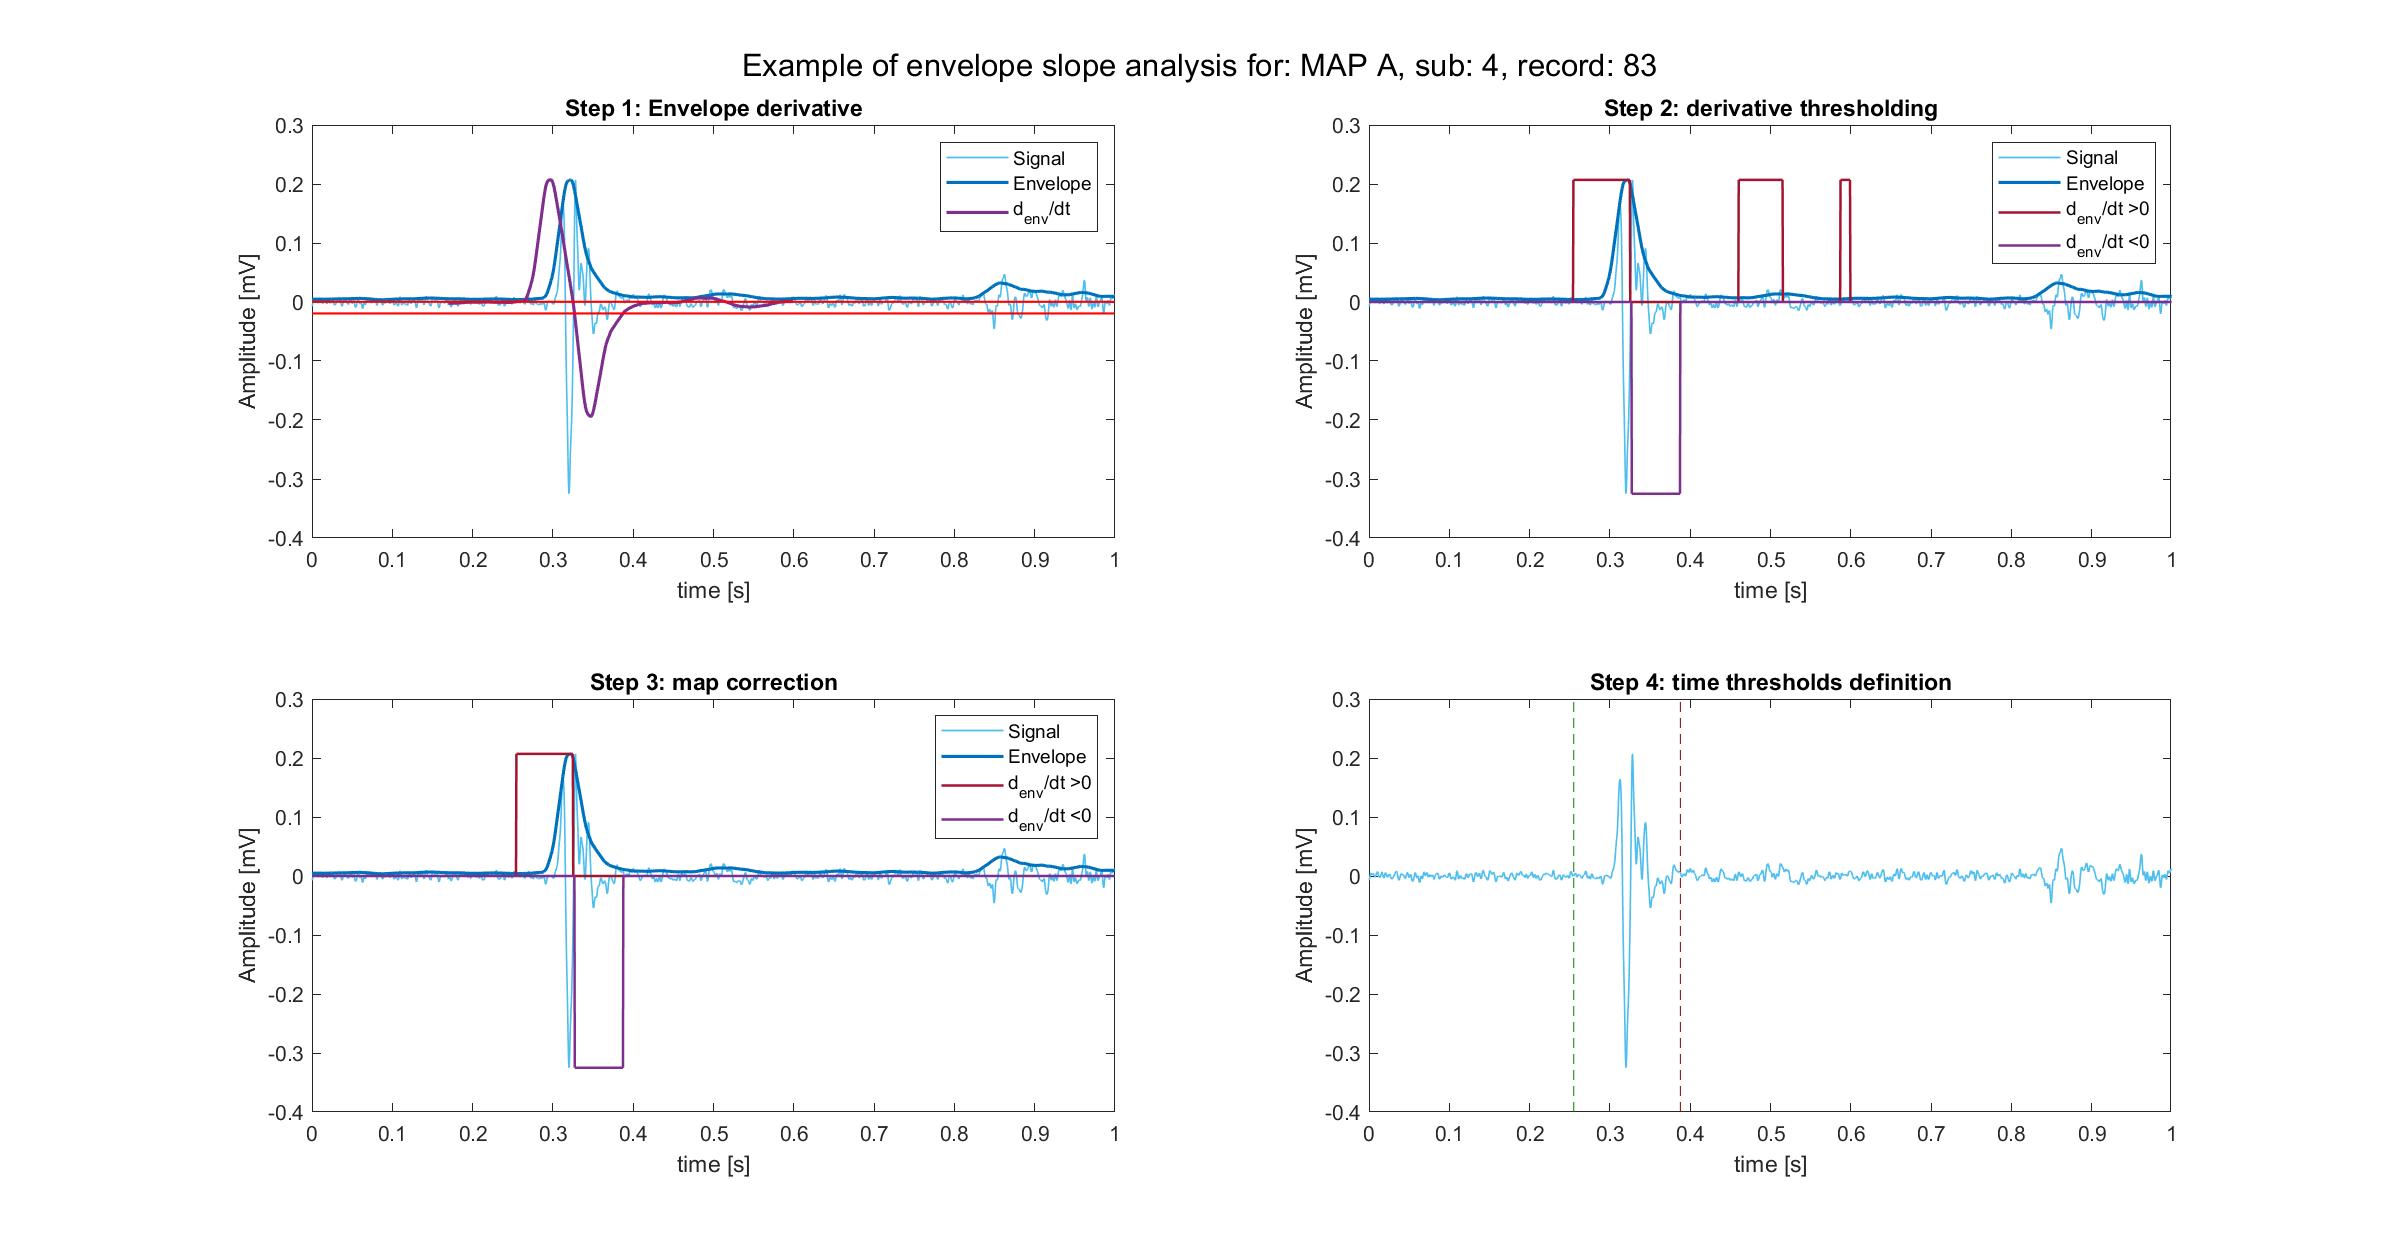 Example of envelope slope analysis for: MAP A, sub: 4, record: 83
Step 1: Envelope derivative
0.3
0.2
0.1
0
-0.1
-0.2
-0.3
-0.4
Amplitude [mV]
0 0.1 0.2 0.3 0.4 0.5 0.6 0.7 0.8 0.9 1
time [s]
Signal
Envelope
d_env/dt
Step 2: derivative thresholding
0.3
0.2
0.1
0
-0.1
-0.2
-0.3
-0.4
Amplitude [mV]
0 0.1 0.2 0.3 0.4 0.5 0.6 0.7 0.8 0.9 1
time [s]
Signal
Envelope
d_env/dt >0
d_env/dt <0
Step 3: map correction
0.3
0.2
0.1
0
-0.1
-0.2
-0.3
-0.4
Amplitude [mV]
0 0.1 0.2 0.3 0.4 0.5 0.6 0.7 0.8 0.9 1
time [s]
Signal
Envelope
d_env/dt >0
d_env/dt <0
Step 4: time thresholds definition
0.3
0.2
0.1
0
-0.1
-0.2
-0.3
-0.4
Amplitude [mV]
0 0.1 0.2 0.3 0.4 0.5 0.6 0.7 0.8 0.9 1
time [s]